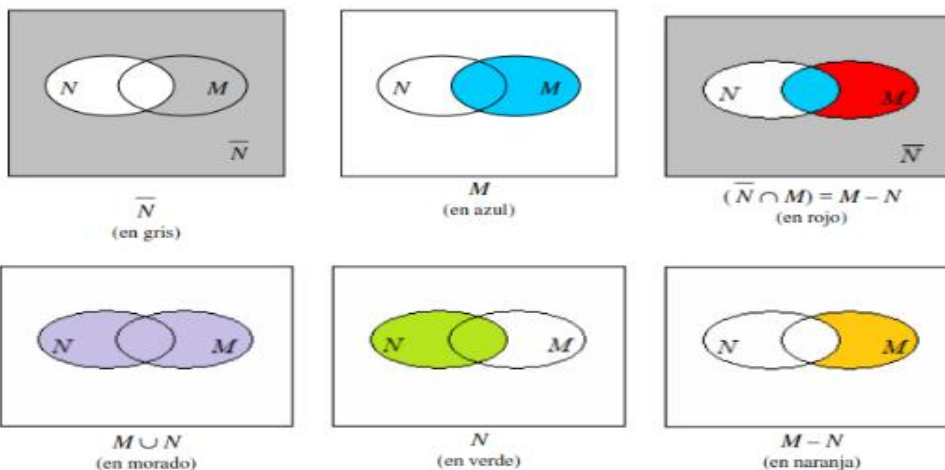 N M
N̅
N̅
(en gris)
N M
M
(en azul)
N M
N̅
( N̅ ∩ M) = M – N
(en rojo)
N M
M ∪ N
(en morado)
N M
N
(en verde)
N M
M – N
(en naranja)